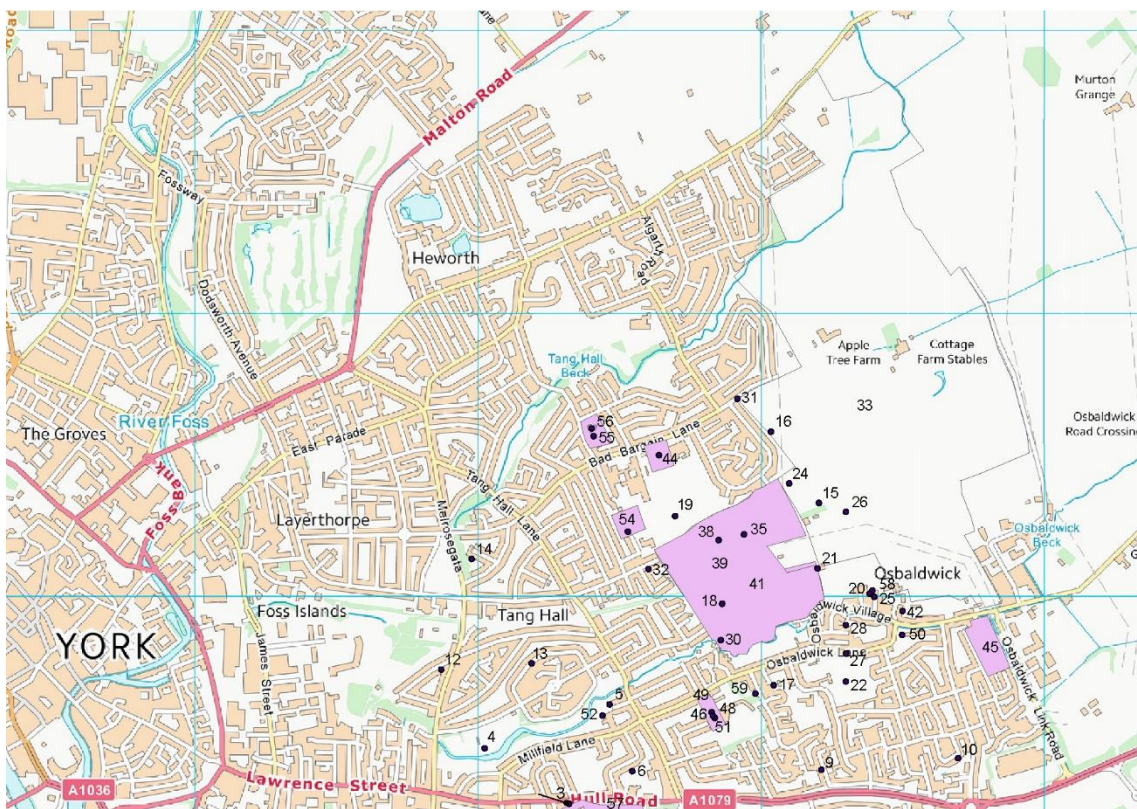 Road
Lane
Malton Road
Murton
Grange
Fossway
Heworth
Algarth Road
Dodsworth Avenue
Tang Hall
Beck
Apple
Tree Farm
Cottage
Farm Stables
31
33
River Foss
Osbaldwick
Road Crossing
The Groves
East Parade
56
55
16
Bad Bargain Lane
44
Foss Bank
Tang Hall Lane
24
15
26
Layerthorpe
Melrosegate
54
19
38
35
Osbaldwick
Beck
14
32
39
41
21
Osbaldwick
58
20
25
Foss Islands
Tang Hall
18
42
YORK
James Street
30
28
50
45
Osbaldwick Lane
27
12
13
59
17
22
Osbaldwick Link Road
5
49
48
46
51
52
4
Millfield Lane
6
9
10
A1036
Lawrence Street
3
57
Hull Road
A1079